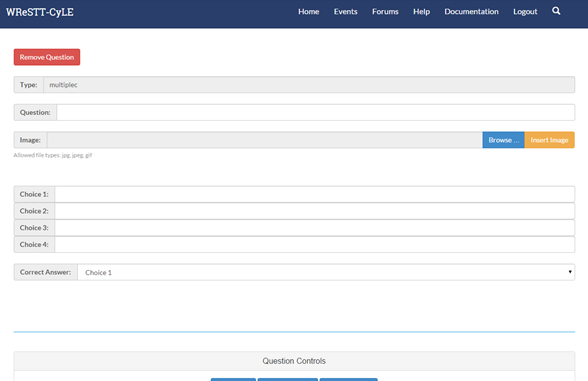 WReSTT-CyLE Home Events Forums Help Documentation Logout
Remove Question
Type: multiplec
Question:
Image: Browse ... Insert Image
Allowed file types: jpg, jpeg, gif
Choice 1:
Choice 2:
Choice 3:
Choice 4:
Correct Answer: Choice 1
Question Controls